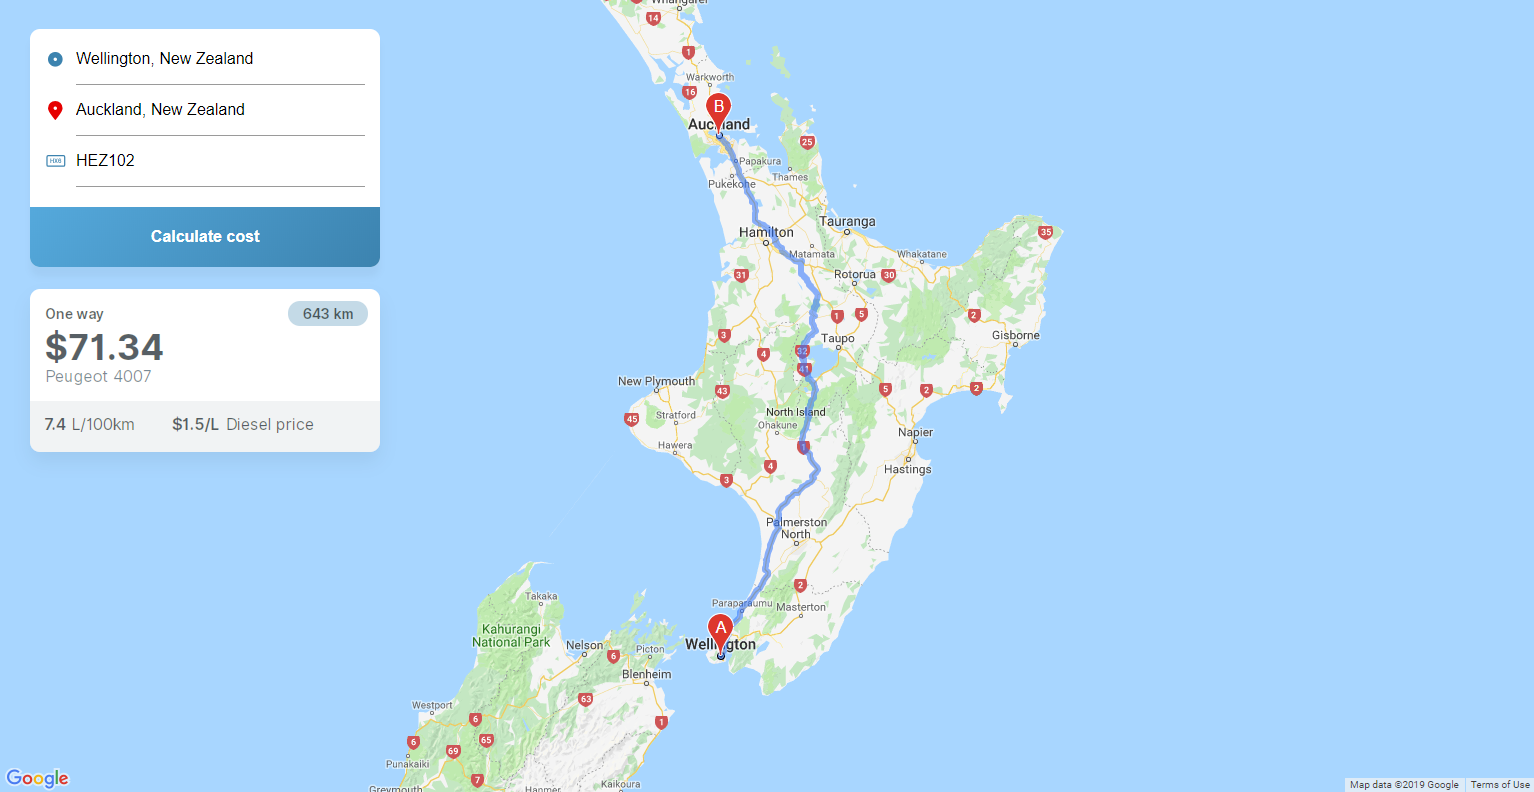 Wellington, New Zealand
Auckland, New Zealand
HEZ102
Calculate cost
One way
643 km
$71.34
Peugeot 4007
7.4 L/100km
$1.5/L Diesel price
14
1
Warkworth
16
B
Auckland
25
Papakura
Thames
Pukekohe
Tauranga
35
Hamilton
Matamata
Whakatane
31
Rotorua
30
1
5
2
3
Gisborne
32
Taupo
4
41
New Plymouth
43
5
2
2
45
Stratford
North Island
Ohakune
Napier
Hawera
1
4
Hastings
3
Palmerston
North
2
Takaka
Paraparaumu
Masterton
A
Kahurangi
National Park
Nelson
Wellington
6
Picton
Blenheim
63
Westport
6
1
6
65
69
Punakaiki
7
Kaikoura
Greymouth
Hanmer
Google
Map data ©2019 Google
Terms of Use